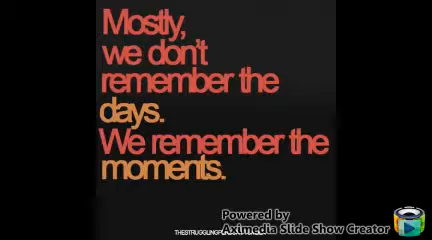 Mostly,
we don't
remember the
days.
We remember the
moments.
Powered by
Aximedia Slide Show Creator